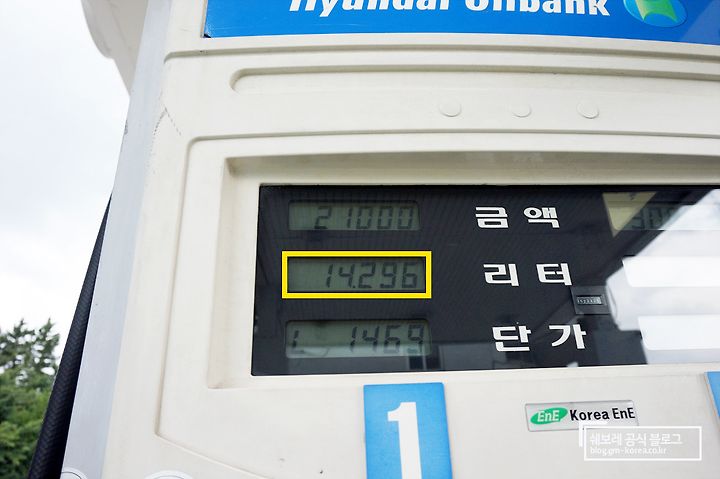 Hyundai Oilbank
21000 금액
14.296 리터
L 1469 단가
1
EnE Korea EnE
쉐보레 공식 블로그
blog.gm-korea.co.kr